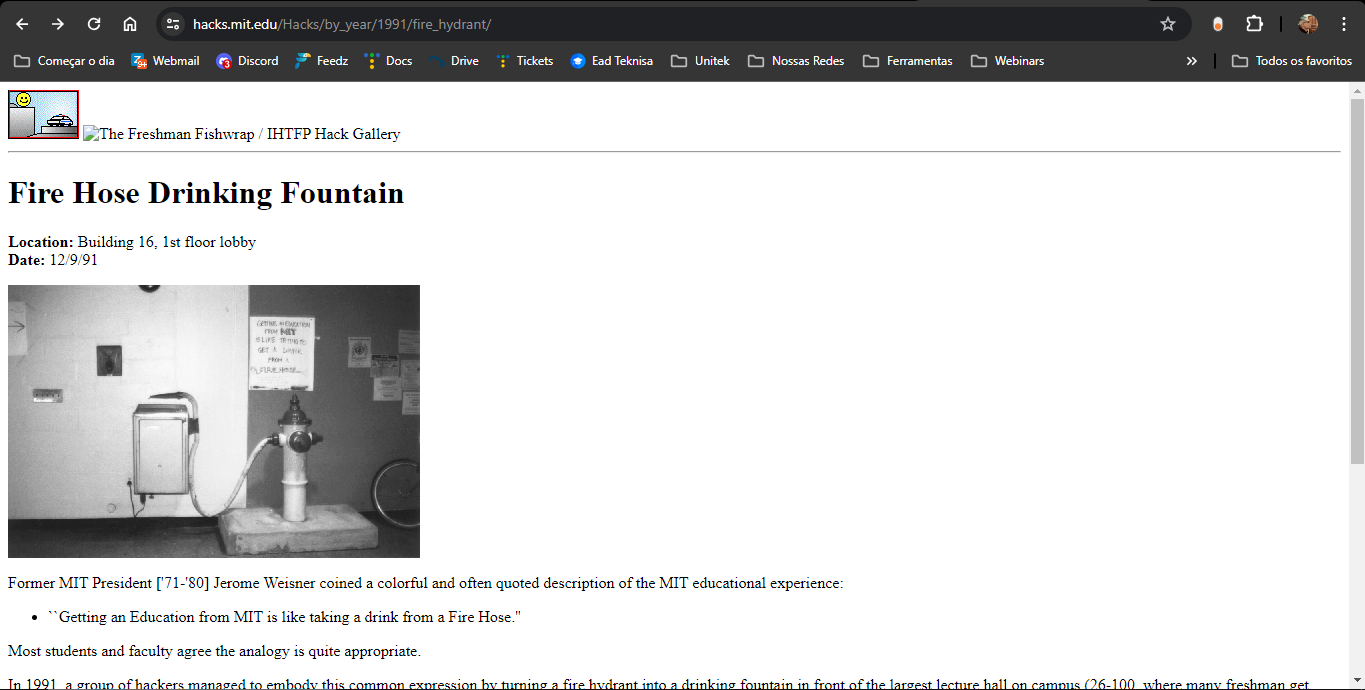 hacks.mit.edu/Hacks/by_year/1991/fire_hydrant/
Começar o dia Webmail Discord Feedz Docs Drive Tickets Ead Teknisa Unitek Nossas Redes Ferramentas Webinars » Todos os favoritos
The Freshman Fishwrap / IHTFP Hack Gallery
Fire Hose Drinking Fountain
Location: Building 16, 1st floor lobby
Date: 12/9/91
GETTING AN EDUCATION
FROM MIT
IS LIKE TRYING TO
GET A DRINK
FROM A
FIRE HOSE
Former MIT President ['71-'80] Jerome Weisner coined a colorful and often quoted description of the MIT educational experience:
• ``Getting an Education from MIT is like taking a drink from a Fire Hose."
Most students and faculty agree the analogy is quite appropriate.
In 1991, a group of hackers managed to embody this common expression by turning a fire hydrant into a drinking fountain in front of the largest lecture hall on campus (26-100, where many freshman get